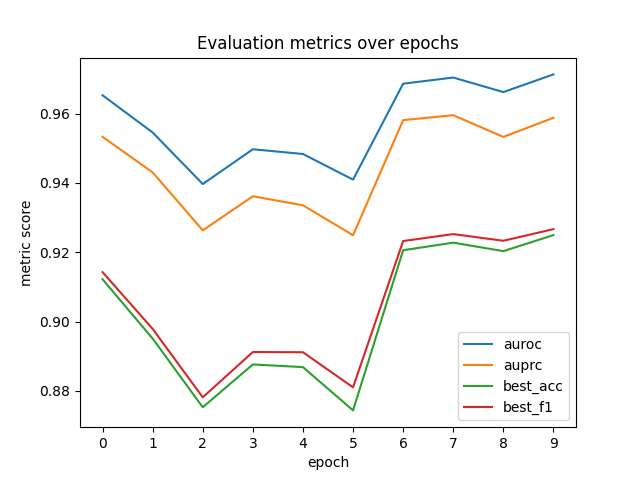 Evaluation metrics over epochs
metric score
0.96
0.94
0.92
0.90
0.88
auroc
auprc
best_acc
best_f1
0 1 2 3 4 5 6 7 8 9
epoch